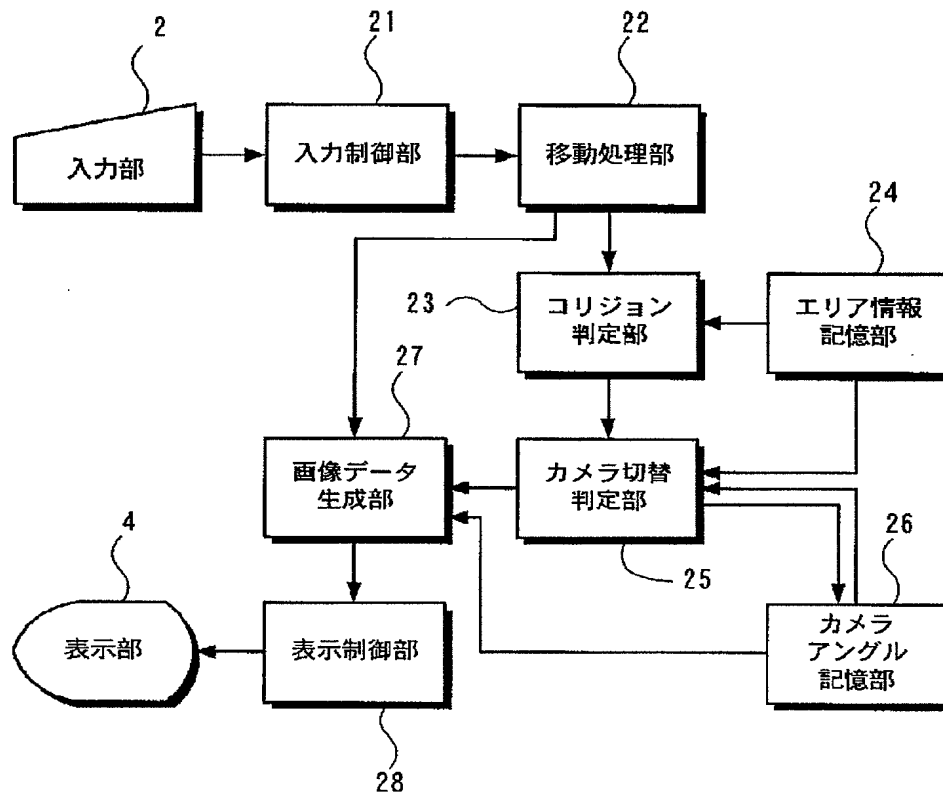 2
21
22
入力部
入力制御部
移動処理部
24
23
コリジョン
判定部
エリア情報
記憶部
27
画像データ
生成部
カメラ切替
判定部
4
25
26
表示部
表示制御部
カメラ
アングル
記憶部
28